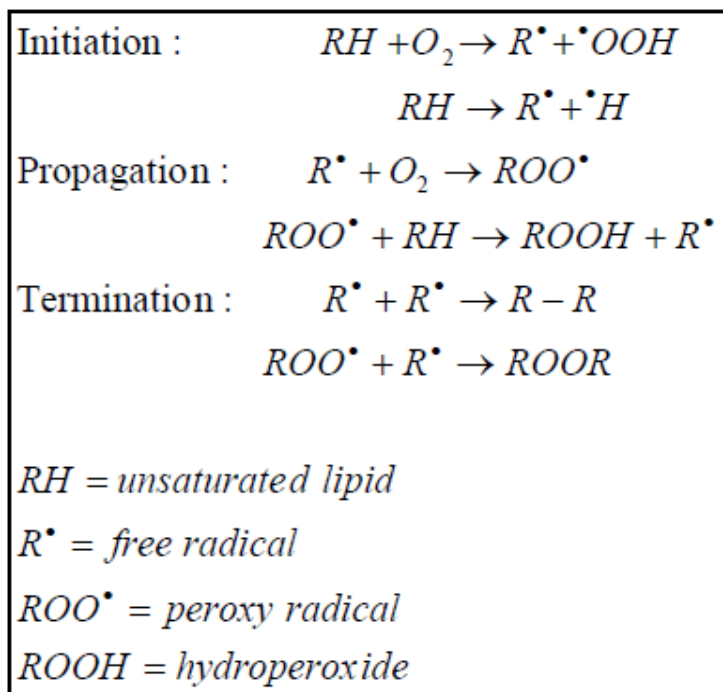 Initiation : RH + O₂ → R• + •OOH
RH → R• + •H
Propagation : R• + O₂ → ROO•
ROO• + RH → ROOH + R•
Termination : R• + R• → R – R
ROO• + R• → ROOR
RH = unsaturated lipid
R• = free radical
ROO• = peroxy radical
ROOH = hydroperoxide